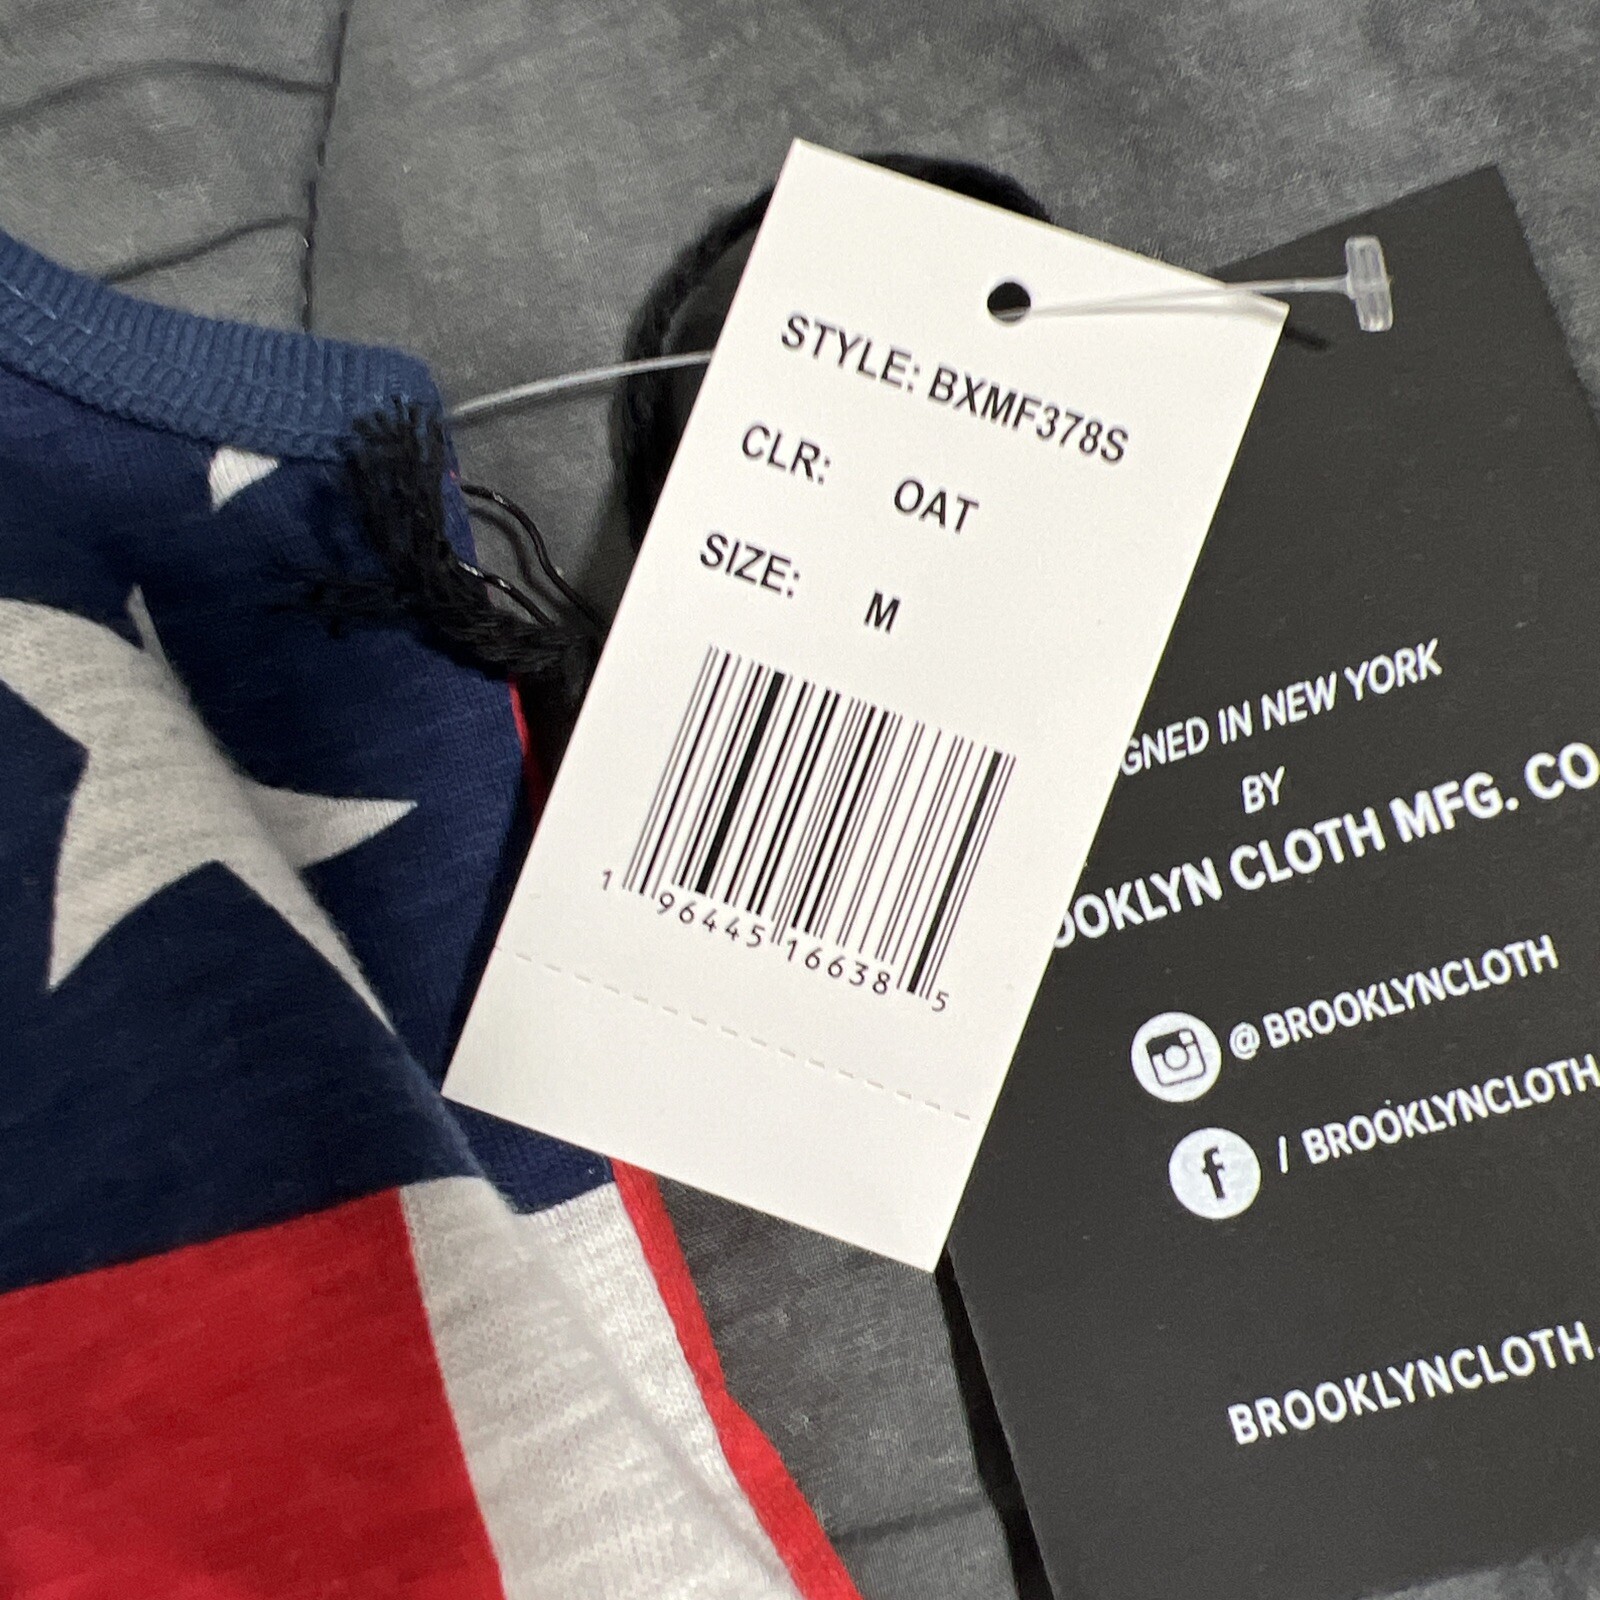 STYLE: BXMF378S
CLR: OAT
SIZE: M
1 96445 16638 5
GNED IN NEW YORK
BY
OOKLYN CLOTH MFG. CO
@BROOKLYNCLOTH
/ BROOKLYNCLOTH
BROOKLYNCLOTH.